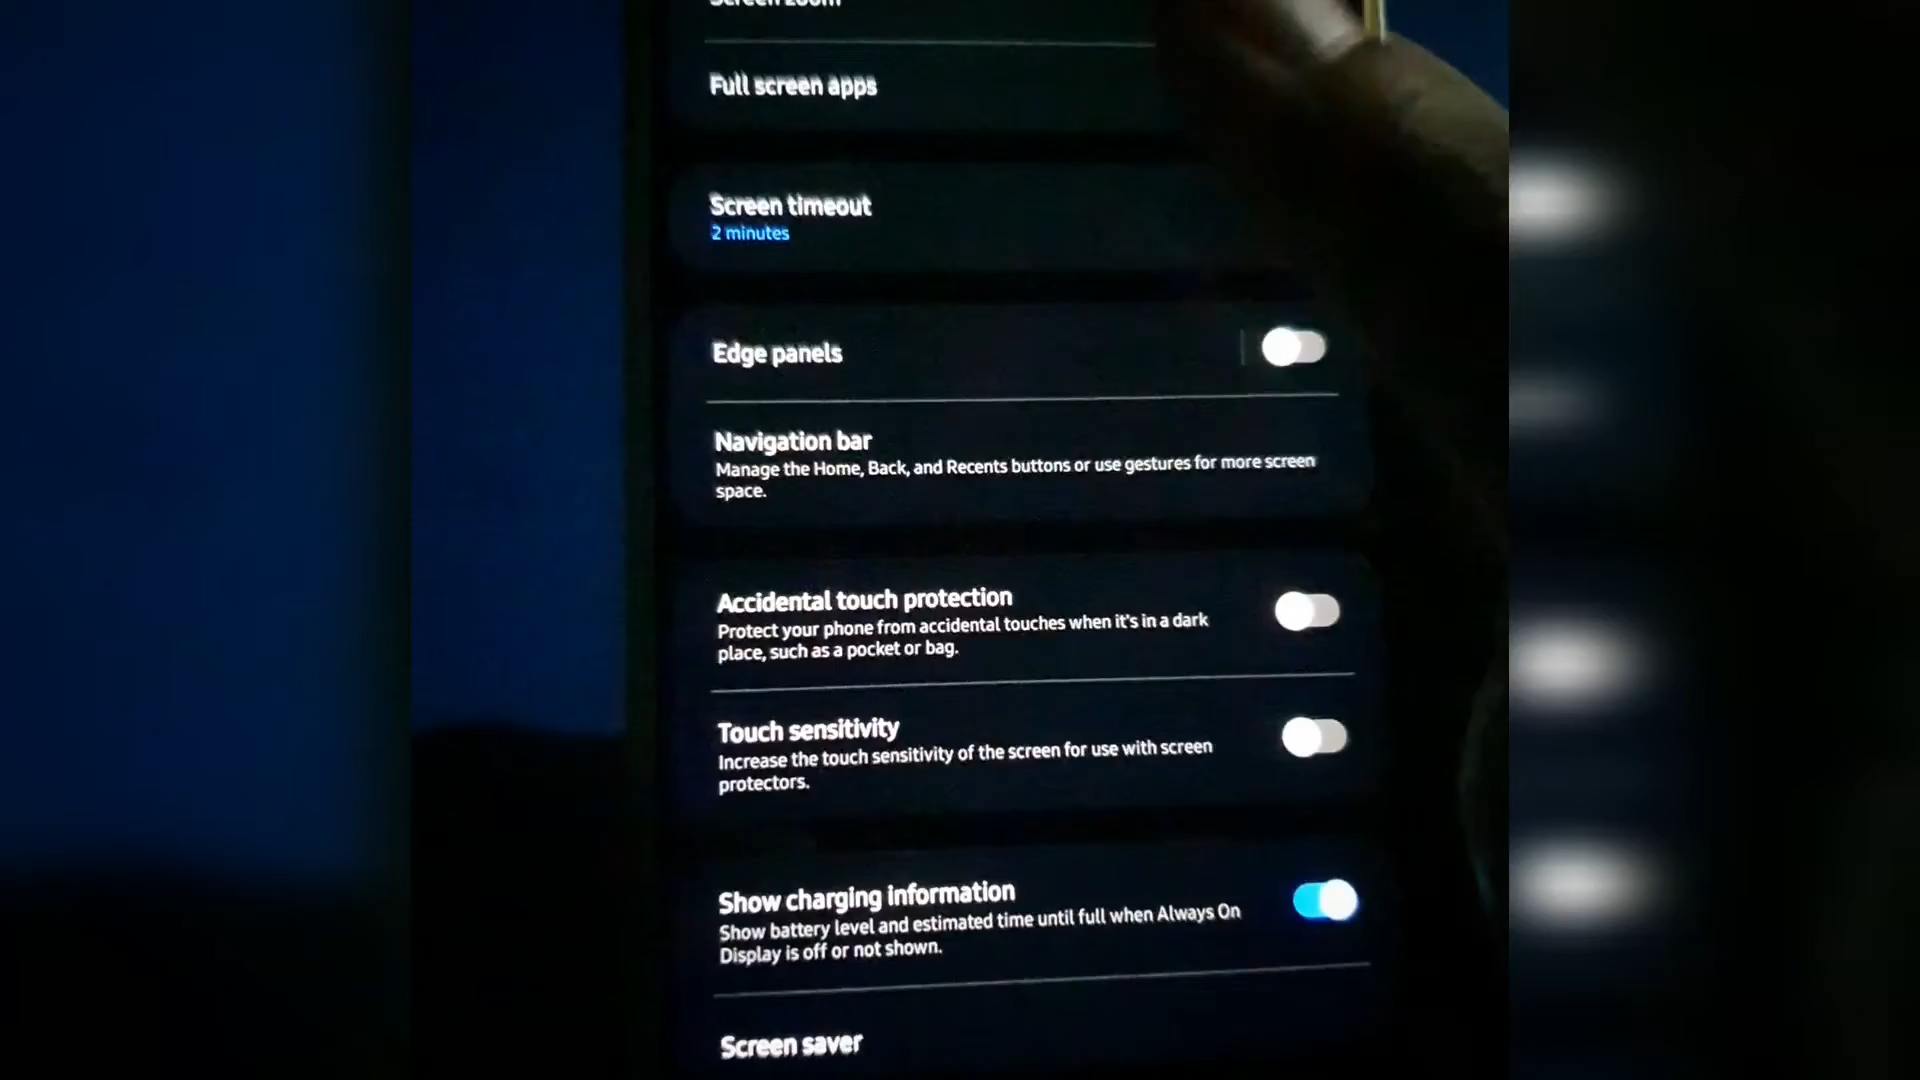 Screen zoom
Full screen apps
Screen timeout
2 minutes
Edge panels
Navigation bar
Manage the Home, Back, and Recents buttons or use gestures for more screen
space.
Accidental touch protection
Protect your phone from accidental touches when it's in a dark
place, such as a pocket or bag.
Touch sensitivity
Increase the touch sensitivity of the screen for use with screen
protectors.
Show charging information
Show battery level and estimated time until full when Always On
Display is off or not shown.
Screen saver